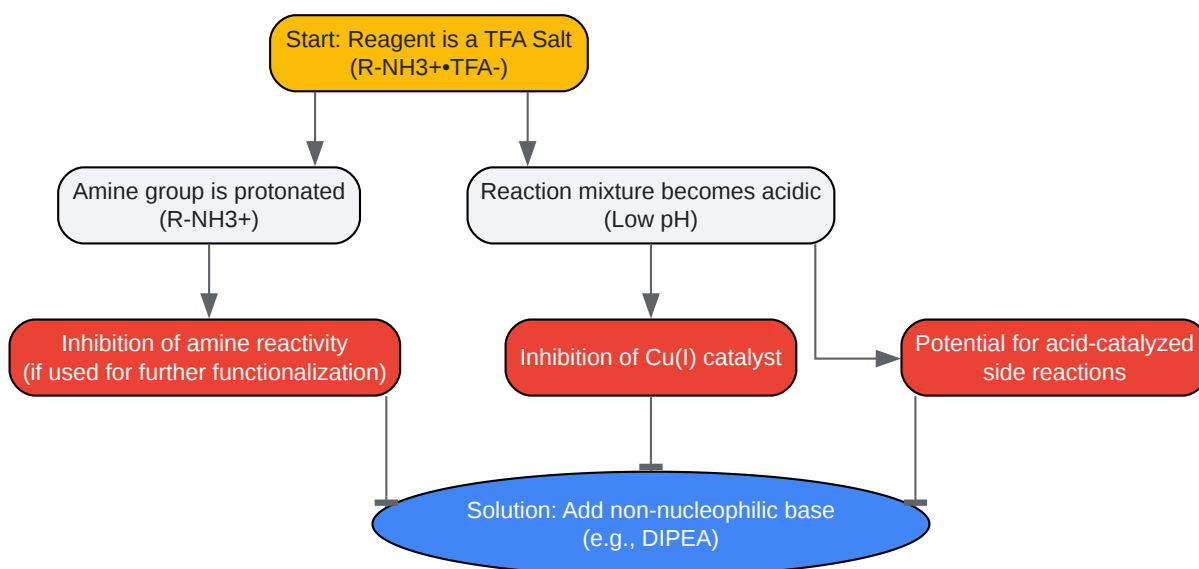 Start: Reagent is a TFA Salt
(R-NH3+•TFA-)
Amine group is protonated
(R-NH3+)
Reaction mixture becomes acidic
(Low pH)
Inhibition of amine reactivity
(if used for further functionalization)
Inhibition of Cu(I) catalyst
Potential for acid-catalyzed
side reactions
Solution: Add non-nucleophilic base
(e.g., DIPEA)